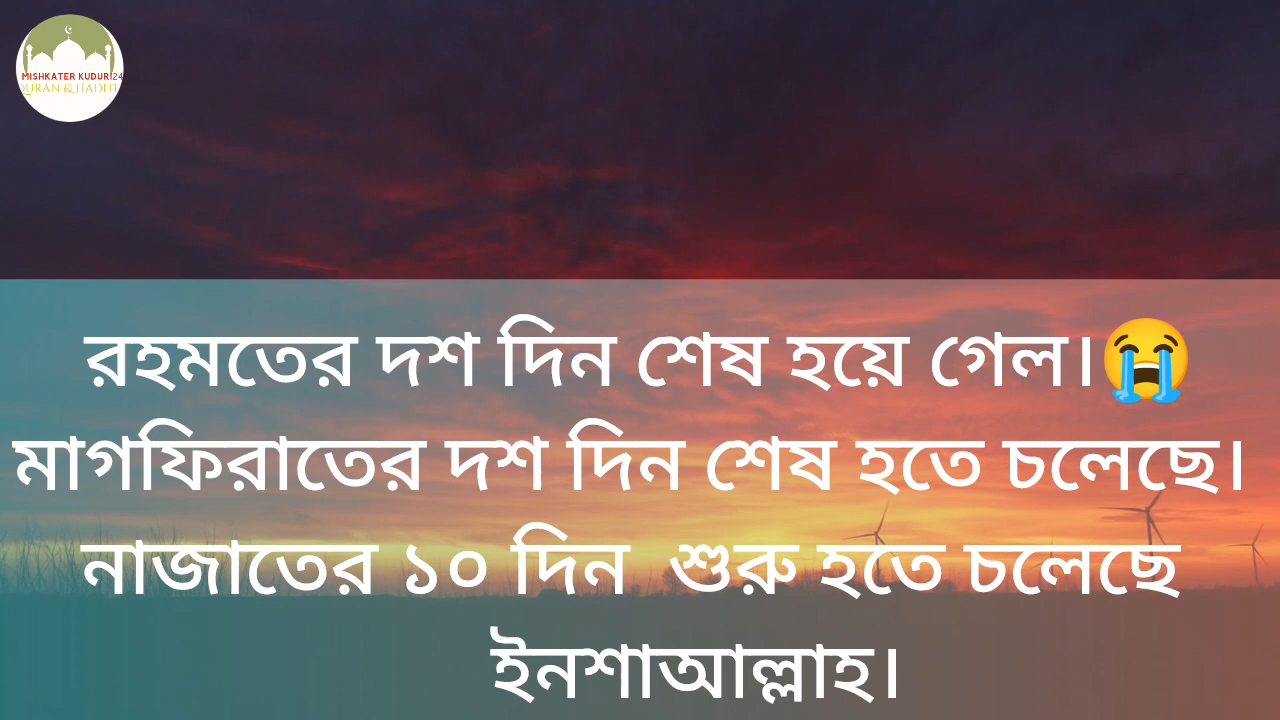 MISHKATER KUDURI24
QURAN & HADITH
রহমতের দশ দিন শেষ হয়ে গেল।😭
মাগফিরাতের দশ দিন শেষ হতে চলেছে।
নাজাতের ১০ দিন শুরু হতে চলেছে
ইনশাআল্লাহ।